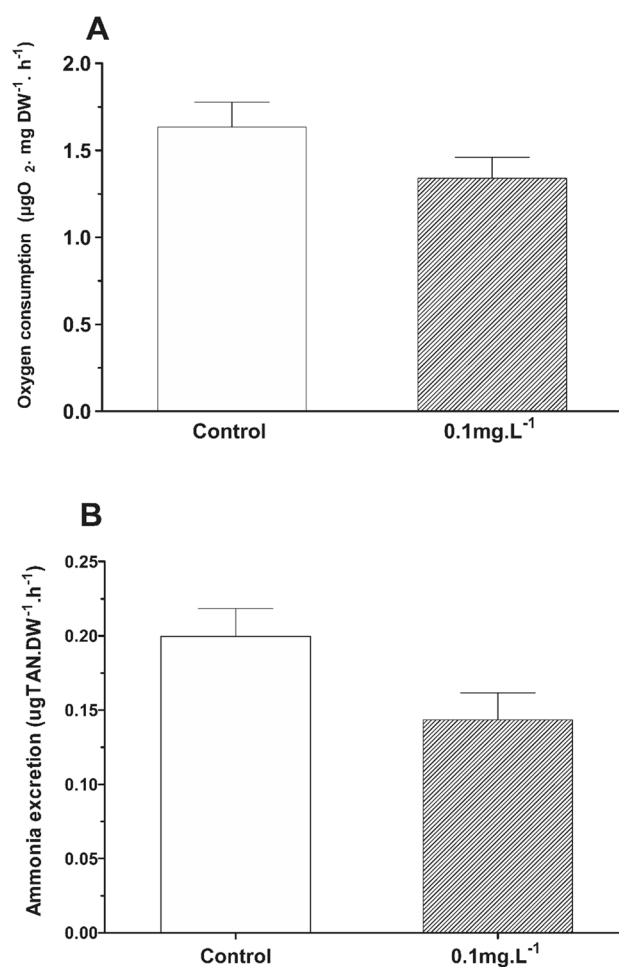 A
Oxygen consumption (µgO 2. mg DW-1. h-1)
2.0
1.5
1.0
0.5
0.0
Control 0.1mg.L-1
B
Ammonia excretion (ugTAN.DW-1.h-1)
0.25
0.20
0.15
0.10
0.05
0.00
Control 0.1mg.L-1